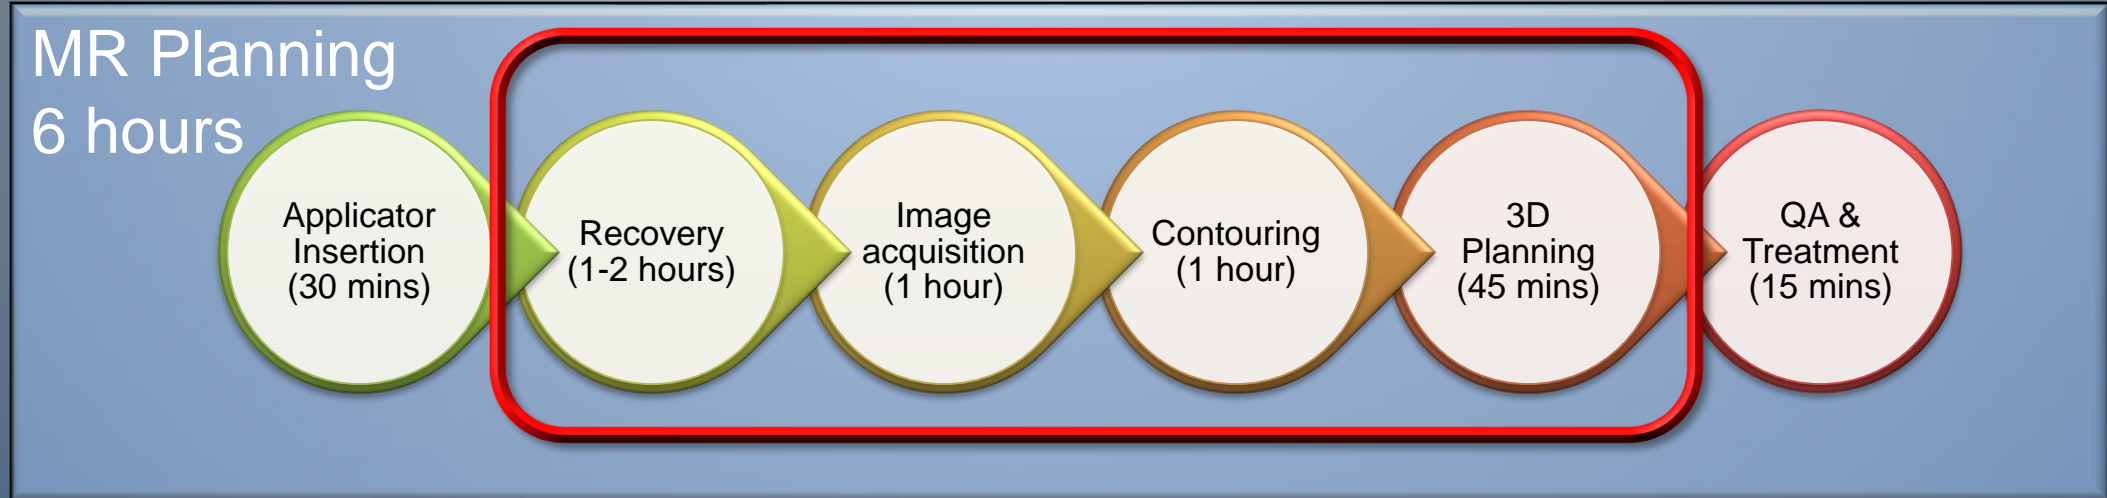 MR Planning
6 hours
Applicator
Insertion
(30 mins)
Recovery
(1-2 hours)
Image
acquisition
(1 hour)
Contouring
(1 hour)
3D
Planning
(45 mins)
QA &
Treatment
(15 mins)